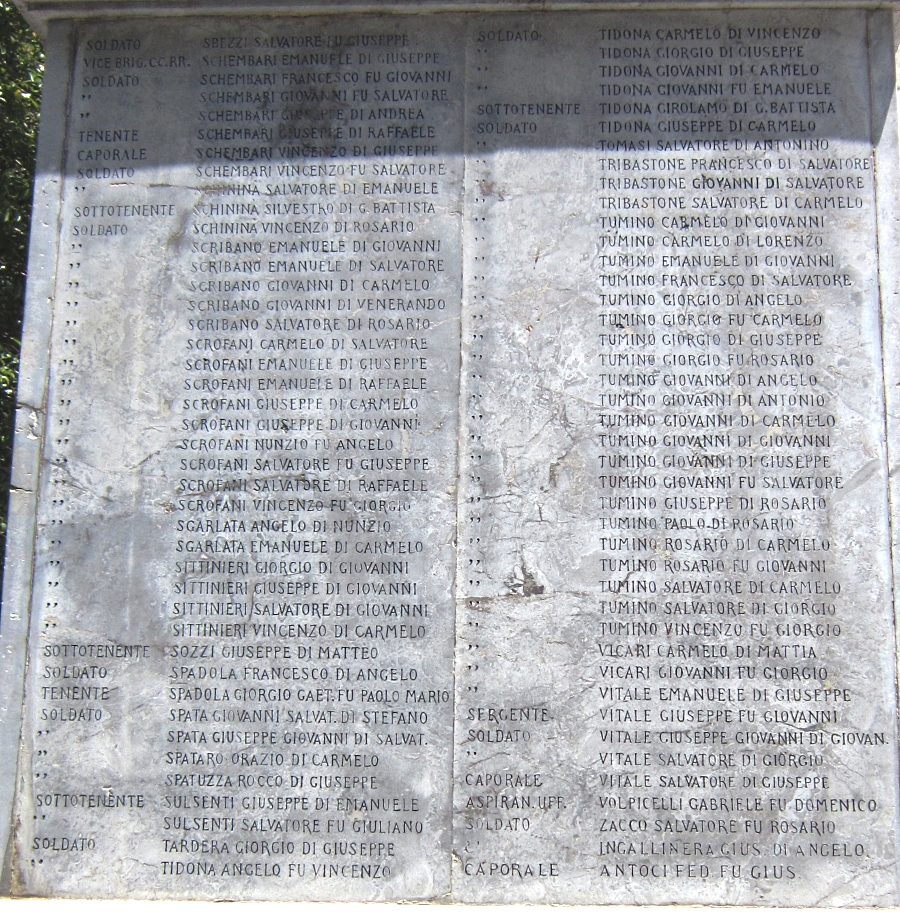 SOLDATO SBEZZI SALVATORE FU GIUSEPPE
VICE BRIG. CC. RR. SCHEMBARI EMANUELE DI GIUSEPPE
SOLDATO SCHEMBARI FRANCESCO FU GIOVANNI
" SCHEMBARI GIOVANNI FU SALVATORE
" SCHEMBARI GIUSEPPE DI ANDREA
TENENTE SCHEMBARI GIUSEPPE DI RAFFAELE
CAPORALE SCHEMBARI VINCENZO DI GIUSEPPE
SOLDATO SCHEMBARI VINCENZO FU SALVATORE
" SCHININA SALVATORE DI EMANUELE
SOTTOTENENTE SCHININA SILVESTRO DI G. BATTISTA
SOLDATO SCHININA VINCENZO DI ROSARIO
" SCRIBANO EMANUELE DI GIOVANNI
" SCRIBANO EMANUELE DI SALVATORE
" SCRIBANO GIOVANNI DI CARMELO
" SCRIBANO GIOVANNI DI VENERANDO
" SCRIBANO SALVATORE DI ROSARIO
" SCROFANI CARMELO DI SALVATORE
" SCROFANI EMANUELE DI GIUSEPPE
" SCROFANI EMANUELE DI RAFFAELE
" SCROFANI GIUSEPPE DI CARMELO
" SCROFANI GIUSEPPE DI GIOVANNI
" SCROFANI NUNZIO FU ANGELO
" SCROFANI SALVATORE FU GIUSEPPE
" SCROFANI SALVATORE DI RAFFAELE
" SCROFANI VINCENZO FU GIORGIO
" SGARLATA ANGELO DI NUNZIO
" SGARLATA EMANUELE DI CARMELO
" SITTINIERI GIORGIO DI GIOVANNI
" SITTINIERI GIUSEPPE DI GIOVANNI
" SITTINIERI SALVATORE DI GIOVANNI
" SITTINIERI VINCENZO DI CARMELO
SOTTOTENENTE SOZZI GIUSEPPE DI MATTEO
SOLDATO SPADOLA FRANCESCO DI ANGELO
TENENTE SPADOLA GIORGIO GAET. FU PAOLO MARIO
SOLDATO SPATA GIOVANNI SALVAT. DI STEFANO
" SPATA GIUSEPPE GIOVANNI DI SALVAT.
" SPATARO ORAZIO DI CARMELO
" SPATUZZA ROCCO DI GIUSEPPE
SOTTOTENENTE SULSENTI GIUSEPPE DI EMANUELE
" SULSENTI SALVATORE FU GIULIANO
SOLDATO TARDERA GIORGIO DI GIUSEPPE
" TIDONA ANGELO FU VINCENZO
SOLDATO TIDONA CARMELO DI VINCENZO
" TIDONA GIORGIO DI GIUSEPPE
" TIDONA GIOVANNI DI CARMELO
" TIDONA GIOVANNI FU EMANUELE
SOTTOTENENTE TIDONA GIROLAMO DI G. BATTISTA
SOLDATO TIDONA GIUSEPPE DI CARMELO
" TOMASI SALVATORE DI ANTONINO
" TRIBASTONE FRANCESCO DI SALVATORE
" TRIBASTONE GIOVANNI DI SALVATORE
" TRIBASTONE SALVATORE DI CARMELO
" TUMINO CARMELO DI GIOVANNI
" TUMINO CARMELO DI LORENZO
" TUMINO EMANUELE DI GIOVANNI
" TUMINO FRANCESCO DI SALVATORE
" TUMINO GIORGIO DI ANGELO
" TUMINO GIORGIO FU CARMELO
" TUMINO GIORGIO DI GIUSEPPE
" TUMINO GIORGIO FU ROSARIO
" TUMINO GIOVANNI DI ANGELO
" TUMINO GIOVANNI DI ANTONIO
" TUMINO GIOVANNI DI CARMELO
" TUMINO GIOVANNI DI GIOVANNI
" TUMINO GIOVANNI DI GIUSEPPE
" TUMINO GIOVANNI FU SALVATORE
" TUMINO GIUSEPPE DI ROSARIO
" TUMINO PAOLO DI ROSARIO
" TUMINO ROSARIO DI CARMELO
" TUMINO ROSARIO FU GIOVANNI
" TUMINO SALVATORE DI CARMELO
" TUMINO SALVATORE DI GIORGIO
" TUMINO VINCENZO FU GIORGIO
" VICARI CARMELO DI MATTIA
" VICARI GIOVANNI FU GIORGIO
" VITALE EMANUELE DI GIUSEPPE
SERGENTE VITALE GIUSEPPE FU GIOVANNI
SOLDATO VITALE GIUSEPPE GIOVANNI DI GIOVAN.
" VITALE SALVATORE DI GIORGIO
CAPORALE VITALE SALVATORE DI GIUSEPPE
ASPIRAN. UFF. VOLPICELLI GABRIELE FU DOMENICO
SOLDATO ZACCO SALVATORE FU ROSARIO
" INGALLINERA GIUS. DI ANGELO
CAPORALE ANTOCI FED. FU GIUS.